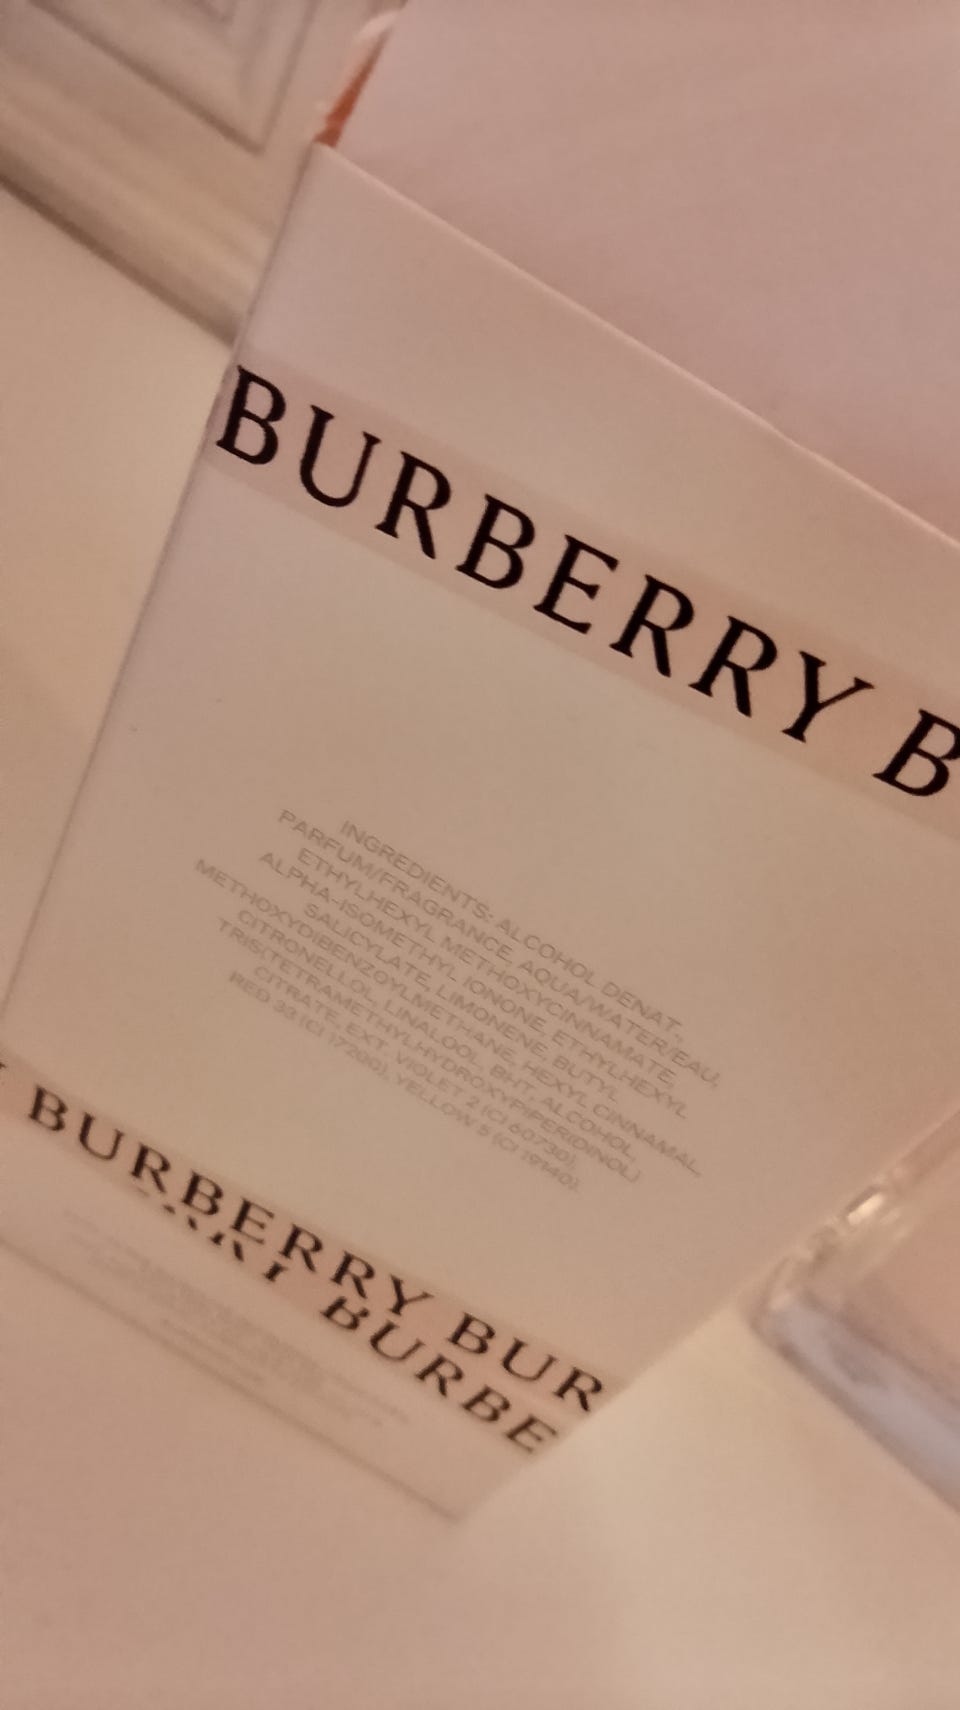 BURBERRY B
INGREDIENTS: ALCOHOL DENAT.,
PARFUM/FRAGRANCE, AQUA/WATER/EAU,
ETHYLHEXYL METHOXYCINNAMATE,
ALPHA-ISOMETHYL IONONE, ETHYLHEXYL
SALICYLATE, LIMONENE, BUTYL
METHOXYDIBENZOYLMETHANE, HEXYL CINNAMAL,
CITRONELLOL, LINALOOL, BHT, ALCOHOL,
TRIS(TETRAMETHYLHYDROXYPIPERIDINOL)
CITRATE, EXT. VIOLET 2 (CI 60730),
RED 33 (CI 17200), YELLOW 5 (CI 19140).
BURBERRY BUR
BURBE